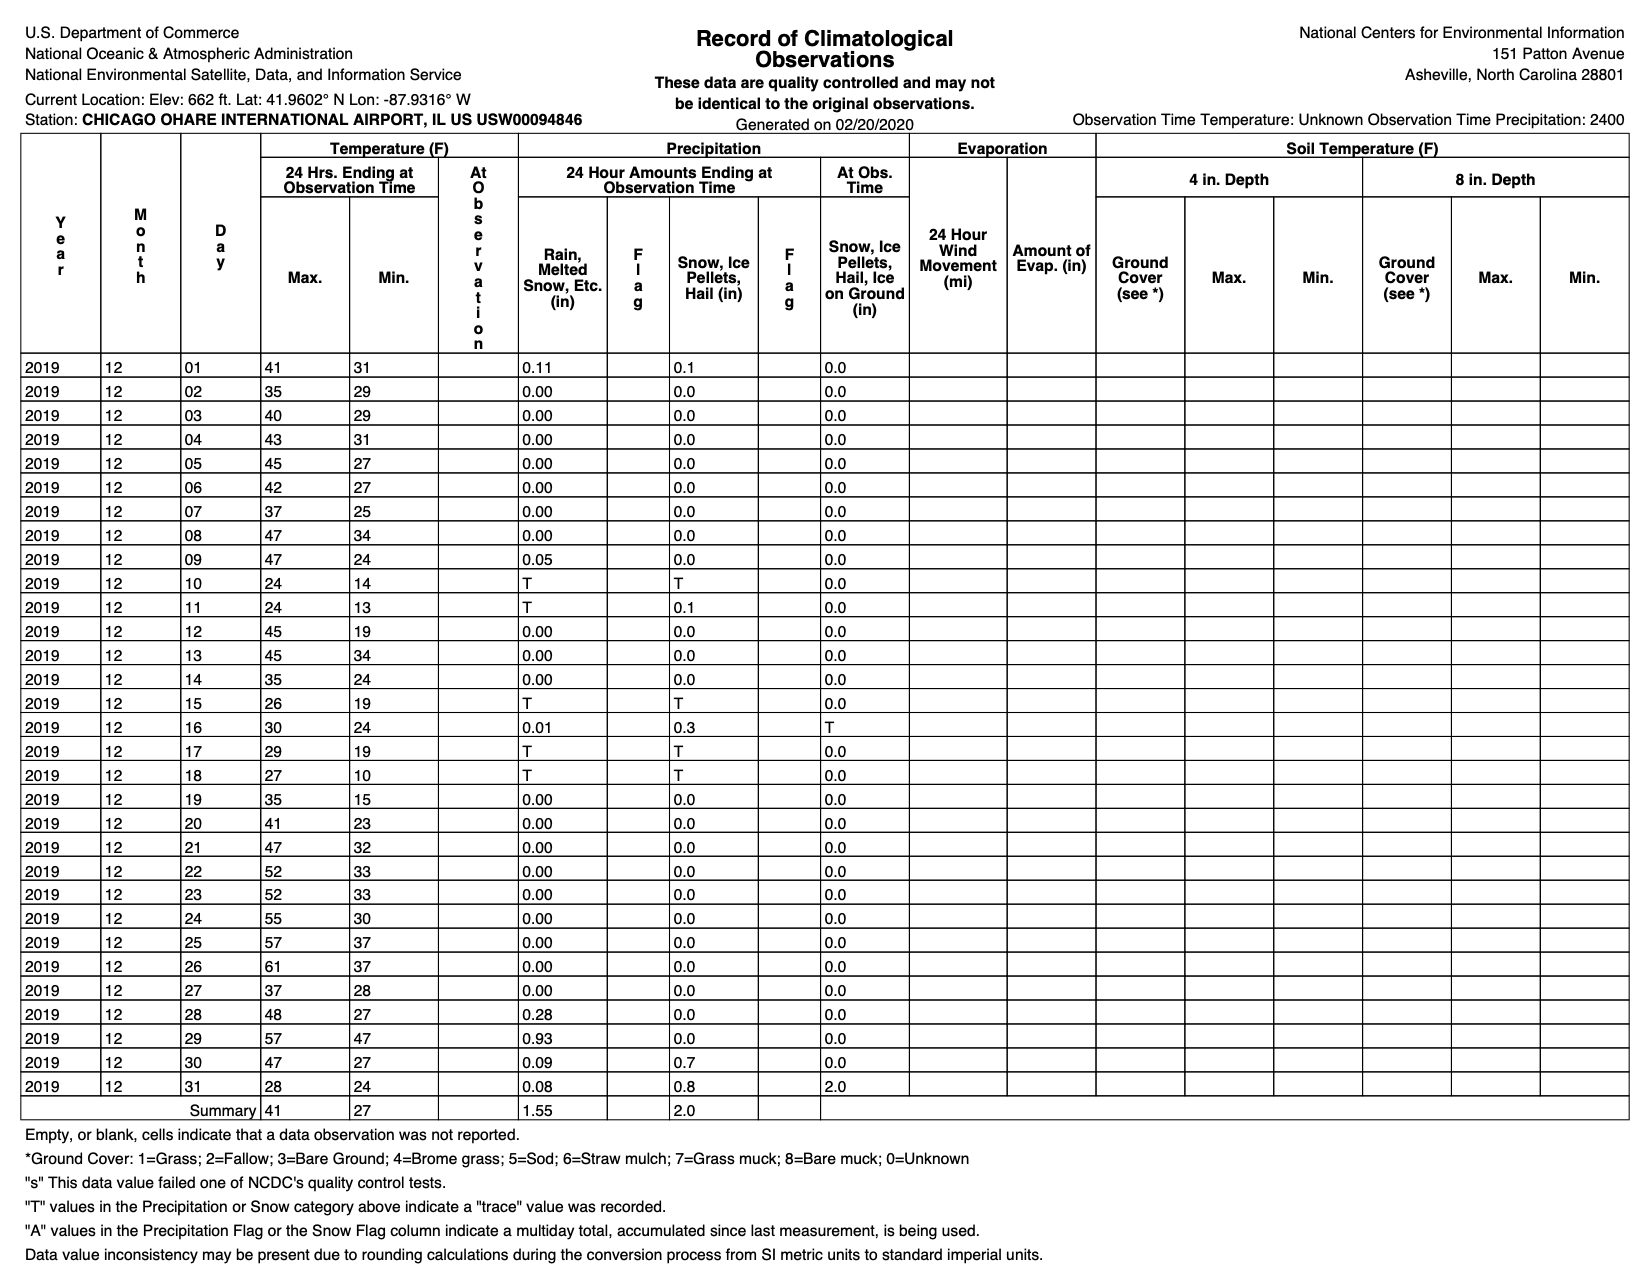 U.S. Department of Commerce
National Oceanic & Atmospheric Administration
National Environmental Satellite, Data, and Information Service
Current Location: Elev: 662 ft. Lat: 41.9602° N Lon: -87.9316° W
Station: CHICAGO OHARE INTERNATIONAL AIRPORT, IL US USW00094846
Record of Climatological
Observations
These data are quality controlled and may not
be identical to the original observations.
Generated on 02/20/2020
National Centers for Environmental Information
151 Patton Avenue
Asheville, North Carolina 28801
Observation Time Temperature: Unknown Observation Time Precipitation: 2400
Year
Month
Day
Temperature (F)
24 Hrs. Ending at
Observation Time
Max.
Min.
At Observation
Precipitation
24 Hour Amounts Ending at
Observation Time
Rain,
Melted
Snow, Etc.
(in)
Flag
Snow, Ice
Pellets,
Hail (in)
Flag
At Obs.
Time
Snow, Ice
Pellets,
Hail, Ice
on Ground
(in)
Evaporation
24 Hour
Wind
Movement
(mi)
Amount of
Evap. (in)
Soil Temperature (F)
4 in. Depth
Ground
Cover
(see *)
Max.
Min.
8 in. Depth
Ground
Cover
(see *)
Max.
Min.
2019 12 01 41 31 0.11 0.1 0.0
2019 12 02 35 29 0.00 0.0 0.0
2019 12 03 40 29 0.00 0.0 0.0
2019 12 04 43 31 0.00 0.0 0.0
2019 12 05 45 27 0.00 0.0 0.0
2019 12 06 42 27 0.00 0.0 0.0
2019 12 07 37 25 0.00 0.0 0.0
2019 12 08 47 34 0.00 0.0 0.0
2019 12 09 47 24 0.05 0.0 0.0
2019 12 10 24 14 T T 0.0
2019 12 11 24 13 T 0.1 0.0
2019 12 12 45 19 0.00 0.0 0.0
2019 12 13 45 34 0.00 0.0 0.0
2019 12 14 35 24 0.00 0.0 0.0
2019 12 15 26 19 T T 0.0
2019 12 16 30 24 0.01 0.3 T
2019 12 17 29 19 T T 0.0
2019 12 18 27 10 T T 0.0
2019 12 19 35 15 0.00 0.0 0.0
2019 12 20 41 23 0.00 0.0 0.0
2019 12 21 47 32 0.00 0.0 0.0
2019 12 22 52 33 0.00 0.0 0.0
2019 12 23 52 33 0.00 0.0 0.0
2019 12 24 55 30 0.00 0.0 0.0
2019 12 25 57 37 0.00 0.0 0.0
2019 12 26 61 37 0.00 0.0 0.0
2019 12 27 37 28 0.00 0.0 0.0
2019 12 28 48 27 0.28 0.0 0.0
2019 12 29 57 47 0.93 0.0 0.0
2019 12 30 47 27 0.09 0.7 0.0
2019 12 31 28 24 0.08 0.8 2.0
Summary 41 27 1.55 2.0
Empty, or blank, cells indicate that a data observation was not reported.
*Ground Cover: 1=Grass; 2=Fallow; 3=Bare Ground; 4=Brome grass; 5=Sod; 6=Straw mulch; 7=Grass muck; 8=Bare muck; 0=Unknown
"s" This data value failed one of NCDC's quality control tests.
"T" values in the Precipitation or Snow category above indicate a "trace" value was recorded.
"A" values in the Precipitation Flag or the Snow Flag column indicate a multiday total, accumulated since last measurement, is being used.
Data value inconsistency may be present due to rounding calculations during the conversion process from SI metric units to standard imperial units.